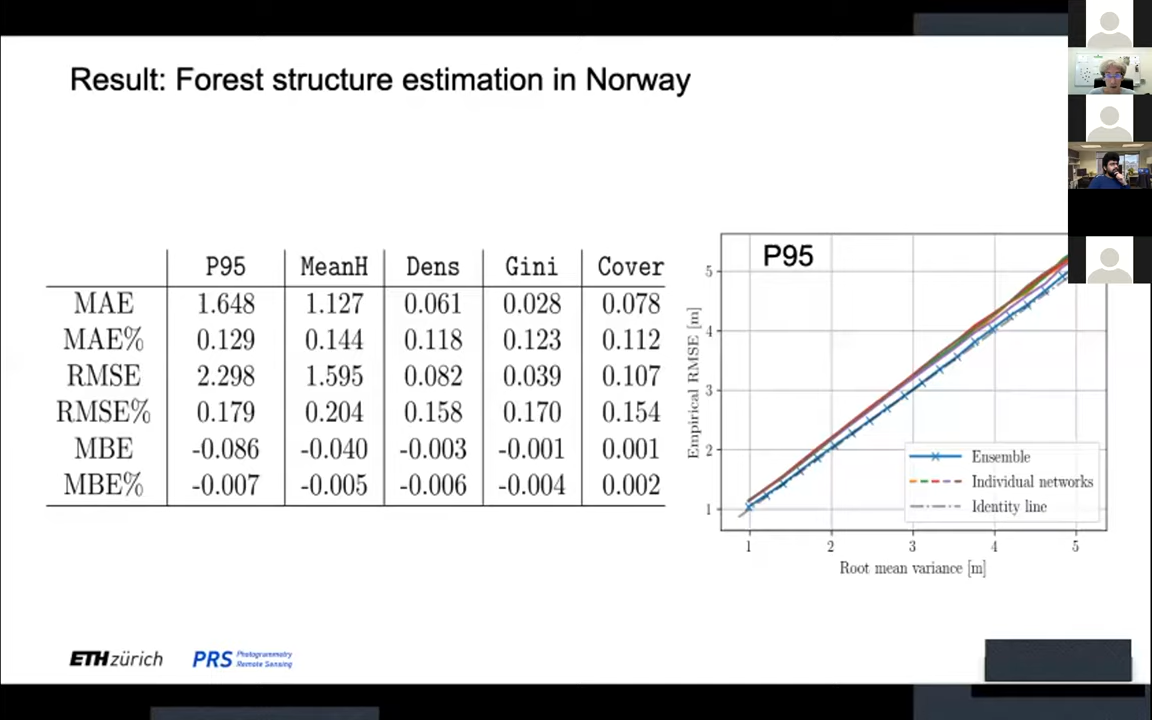 Result: Forest structure estimation in Norway
P95 MeanH Dens Gini Cover
MAE 1.648 1.127 0.061 0.028 0.078
MAE% 0.129 0.144 0.118 0.123 0.112
RMSE 2.298 1.595 0.082 0.039 0.107
RMSE% 0.179 0.204 0.158 0.170 0.154
MBE -0.086 -0.040 -0.003 -0.001 0.001
MBE% -0.007 -0.005 -0.006 -0.004 0.002
P95
Empirical RMSE [m]
5
4
3
2
1
Ensemble
Individual networks
Identity line
1 2 3 4 5
Root mean variance [m]
ETH zürich
PRS Photogrammetry
Remote Sensing